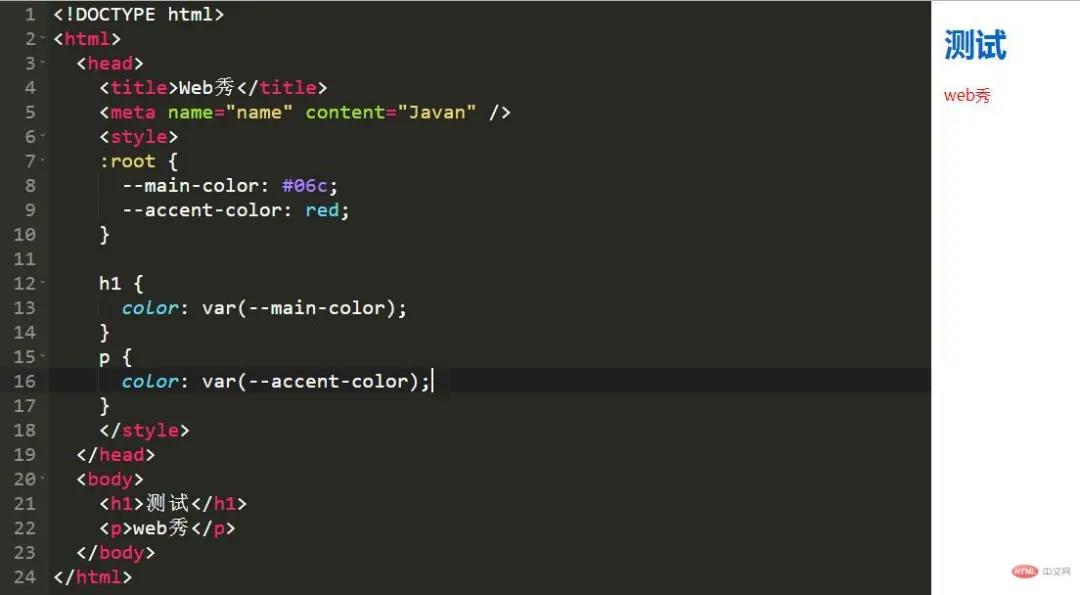 1 <!DOCTYPE html>
2 <html>
3 <head>
4 <title>Web秀</title>
5 <meta name="name" content="Javan" />
6 <style>
7 :root {
8 --main-color: #06c;
9 --accent-color: red;
10 }
11
12 h1 {
13 color: var(--main-color);
14 }
15 p {
16 color: var(--accent-color);
17 }
18 </style>
19 </head>
20 <body>
21 <h1>测试</h1>
22 <p>web秀</p>
23 </body>
24 </html>
测试
web秀
HTML 中文网